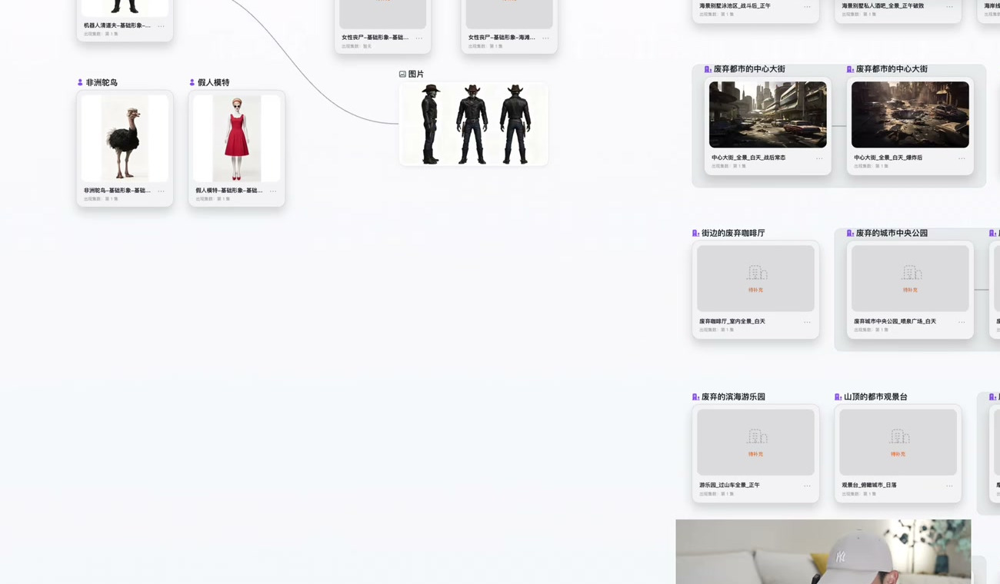 机器人清道夫-基础形象-...
出现集数：第 1 集
女性丧尸-基础形象-基础...
出现集数：暂无
女性丧尸-基础形象-海滩...
出现集数：第 1 集
海景别墅泳池区_战斗后_正午
出现集数：第 1 集
海景别墅私人酒吧_全景_正午破败
出现集数：第 1 集
海岸线
出现集数
非洲鸵鸟
非洲鸵鸟-基础形象-基础...
出现集数：第 1 集
假人模特
假人模特-基础形象-基础...
出现集数：第 1 集
图片
废弃都市的中心大街
中心大街_全景_白天_战后常态
出现集数：第 1 集
废弃都市的中心大街
中心大街_全景_白天_爆炸后
出现集数：第 1 集
街边的废弃咖啡厅
待补充
废弃咖啡厅_室内全景_白天
出现集数：第 1 集
废弃的城市中央公园
待补充
废弃城市中央公园_喷泉广场_白天
出现集数：第 1 集
废弃的滨海游乐园
待补充
游乐园_过山车全景_正午
出现集数：第 1 集
山顶的都市观景台
待补充
观景台_俯瞰城市_日落
出现集数：第 1 集
NY